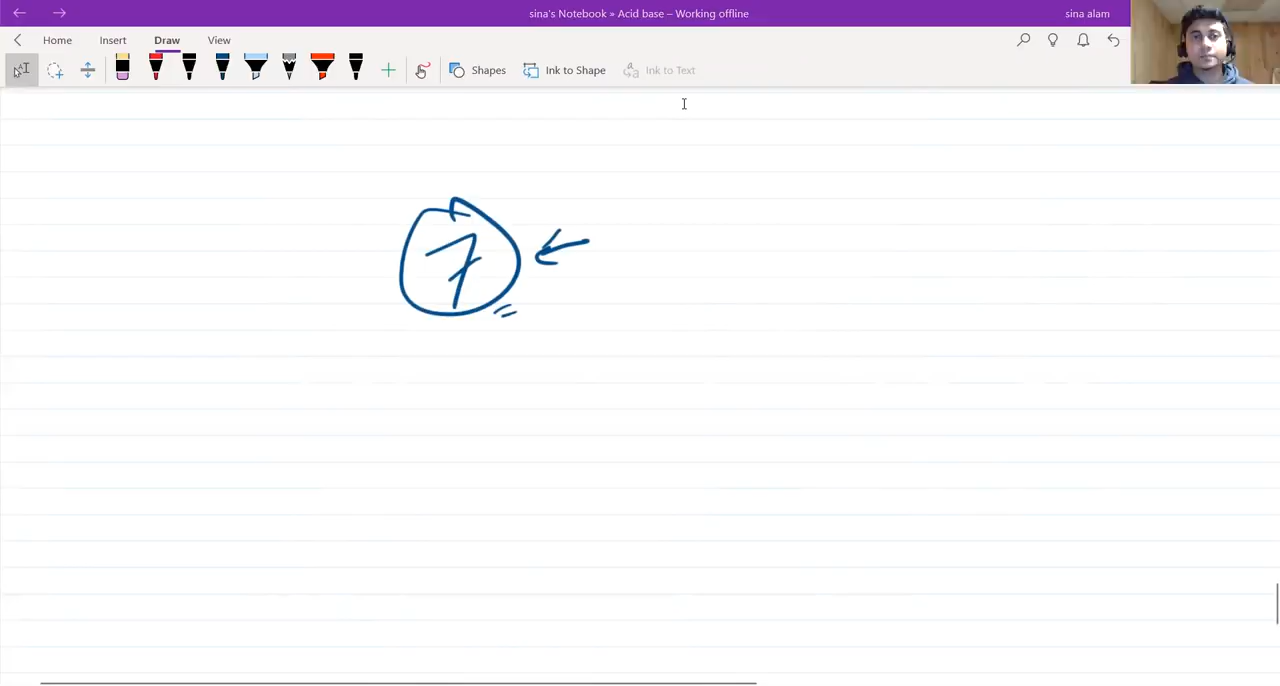 sina's Notebook » Acid base – Working offline
sina alam
Home Insert Draw View
Shapes Ink to Shape Ink to Text
7